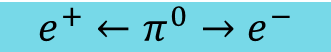 e⁺ ← π⁰ → e⁻